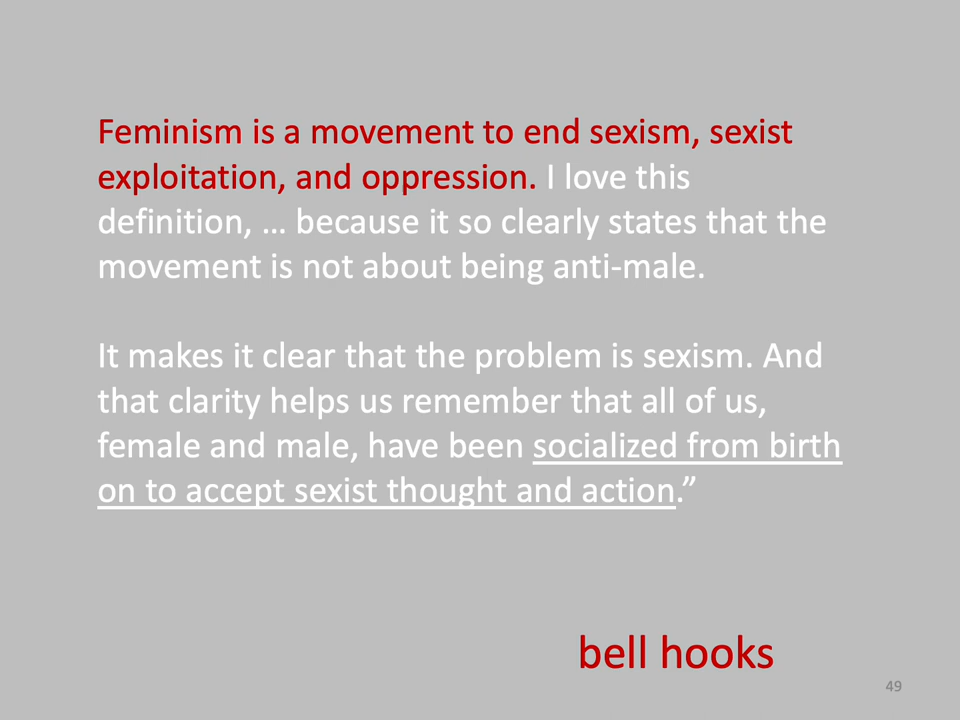 Feminism is a movement to end sexism, sexist
exploitation, and oppression. I love this
definition, … because it so clearly states that the
movement is not about being anti-male.
It makes it clear that the problem is sexism. And
that clarity helps us remember that all of us,
female and male, have been socialized from birth
on to accept sexist thought and action.”
bell hooks
49